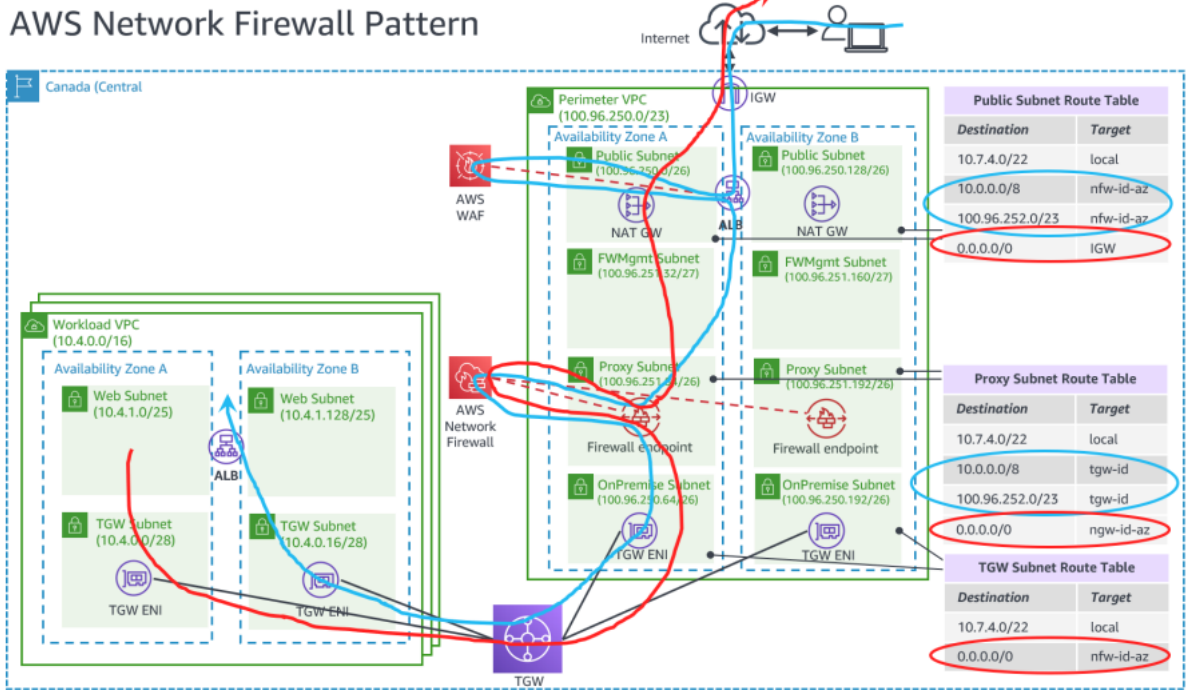 AWS Network Firewall Pattern
Internet
Canada (Central
IGW
Perimeter VPC
(100.96.250.0/23)
Availability Zone A
Availability Zone B
Public Subnet
(100.96.250.0/26)
NAT GW
Public Subnet
(100.96.250.128/26)
NAT GW
AWS
WAF
ALB
FWMgmt Subnet
(100.96.251.32/27)
FWMgmt Subnet
(100.96.251.160/27)
Proxy Subnet
Firewall endpoint
Proxy Subnet
(100.96.251.192/26)
Firewall endpoint
AWS
Network
Firewall
OnPremise Subnet
(100.96.250.64/26)
TGW ENI
OnPremise Subnet
(100.96.250.192/26)
TGW ENI
Workload VPC
(10.4.0.0/16)
Availability Zone A
Availability Zone B
Web Subnet
(10.4.1.0/25)
Web Subnet
(10.4.1.128/25)
ALB
TGW Subnet
(10.4.0.0/28)
TGW ENI
TGW Subnet
(10.4.0.16/28)
TGW ENI
TGW
Public Subnet Route Table
Destination Target
10.7.4.0/22 local
10.0.0.0/8 nfw-id-az
100.96.252.0/23 nfw-id-az
0.0.0.0/0 IGW
Proxy Subnet Route Table
Destination Target
10.7.4.0/22 local
10.0.0.0/8 tgw-id
100.96.252.0/23 tgw-id
0.0.0.0/0 ngw-id-az
TGW Subnet Route Table
Destination Target
10.7.4.0/22 local
0.0.0.0/0 nfw-id-az